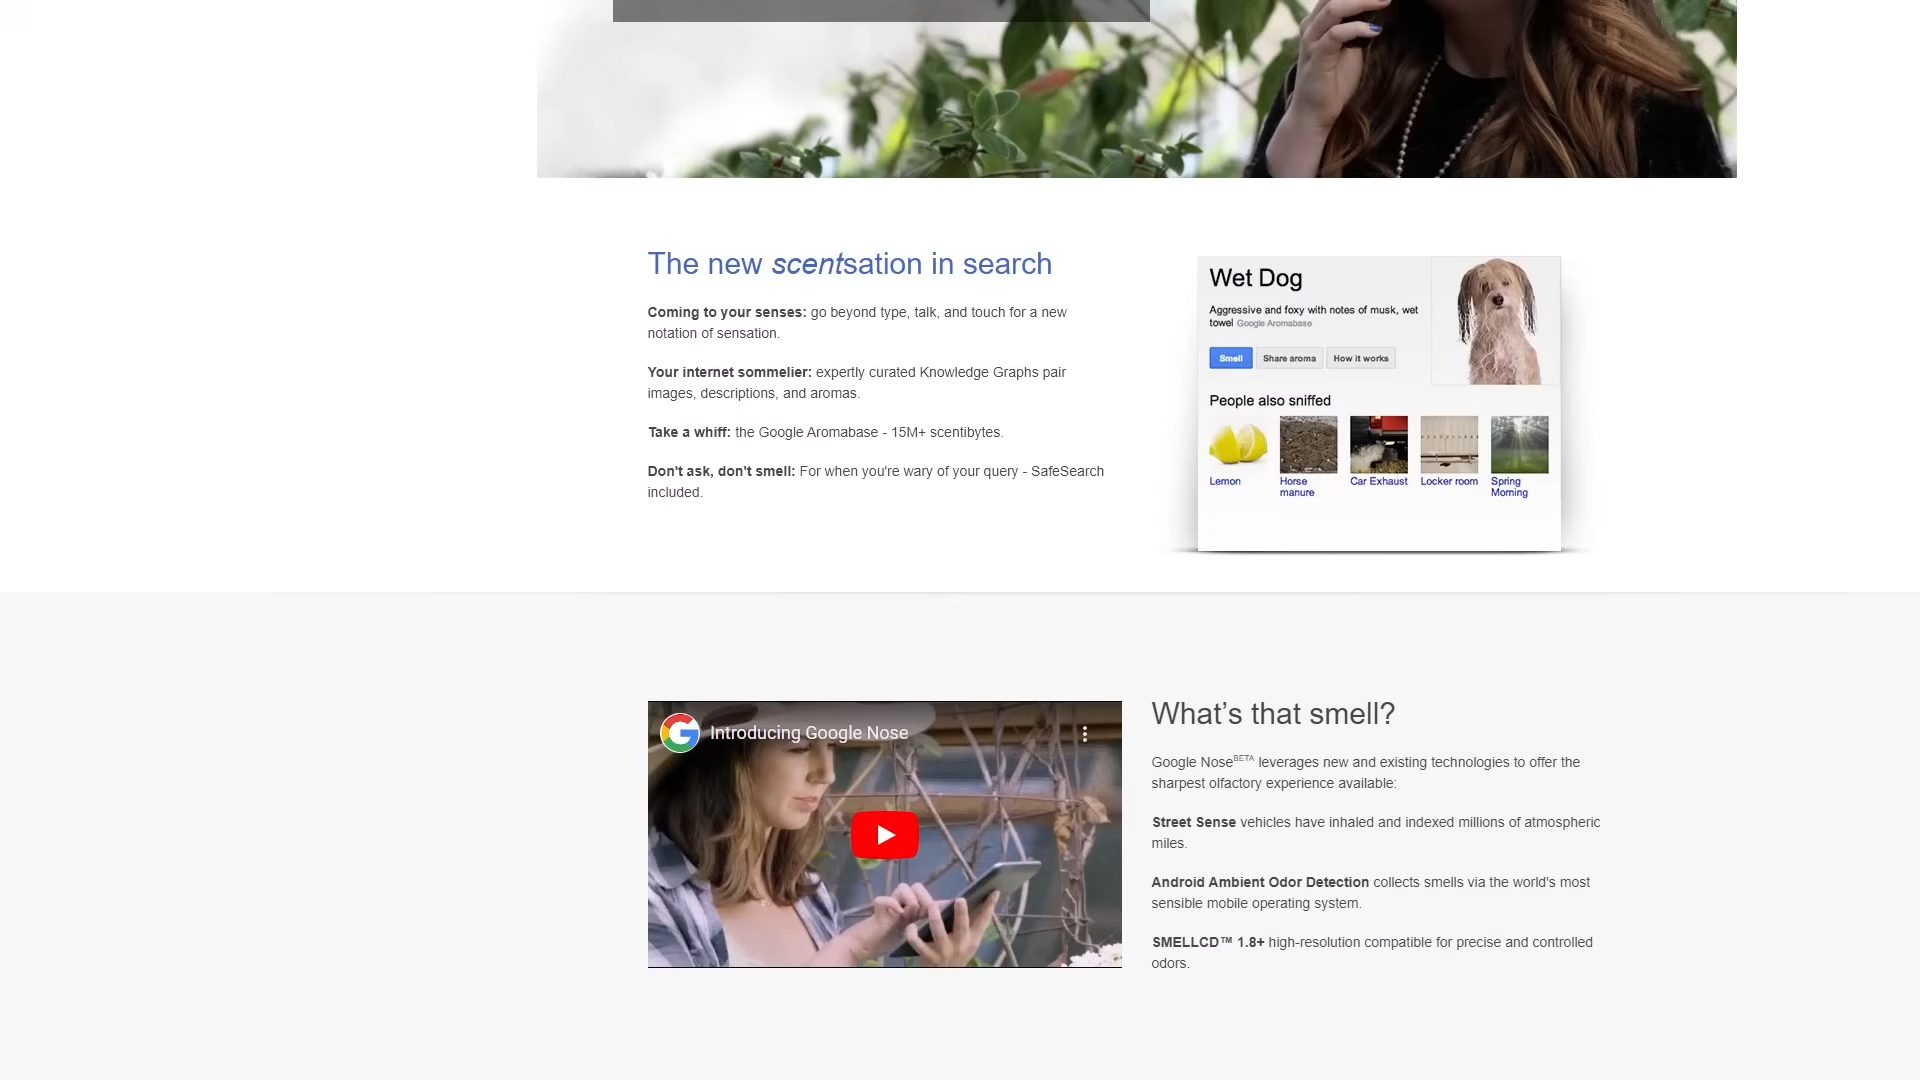 The new scentsation in search
Coming to your senses: go beyond type, talk, and touch for a new
notation of sensation.
Your internet sommelier: expertly curated Knowledge Graphs pair
images, descriptions, and aromas.
Take a whiff: the Google Aromabase - 15M+ scentibytes.
Don't ask, don't smell: For when you're wary of your query - SafeSearch
included.
Wet Dog
Aggressive and foxy with notes of musk, wet
towel Google Aromabase
Smell Share aroma How it works
People also sniffed
Lemon
Horse
manure
Car Exhaust
Locker room
Spring
Morning
Introducing Google Nose
What’s that smell?
Google NoseBETA leverages new and existing technologies to offer the
sharpest olfactory experience available:
Street Sense vehicles have inhaled and indexed millions of atmospheric
miles.
Android Ambient Odor Detection collects smells via the world's most
sensible mobile operating system.
SMELLCD™ 1.8+ high-resolution compatible for precise and controlled
odors.